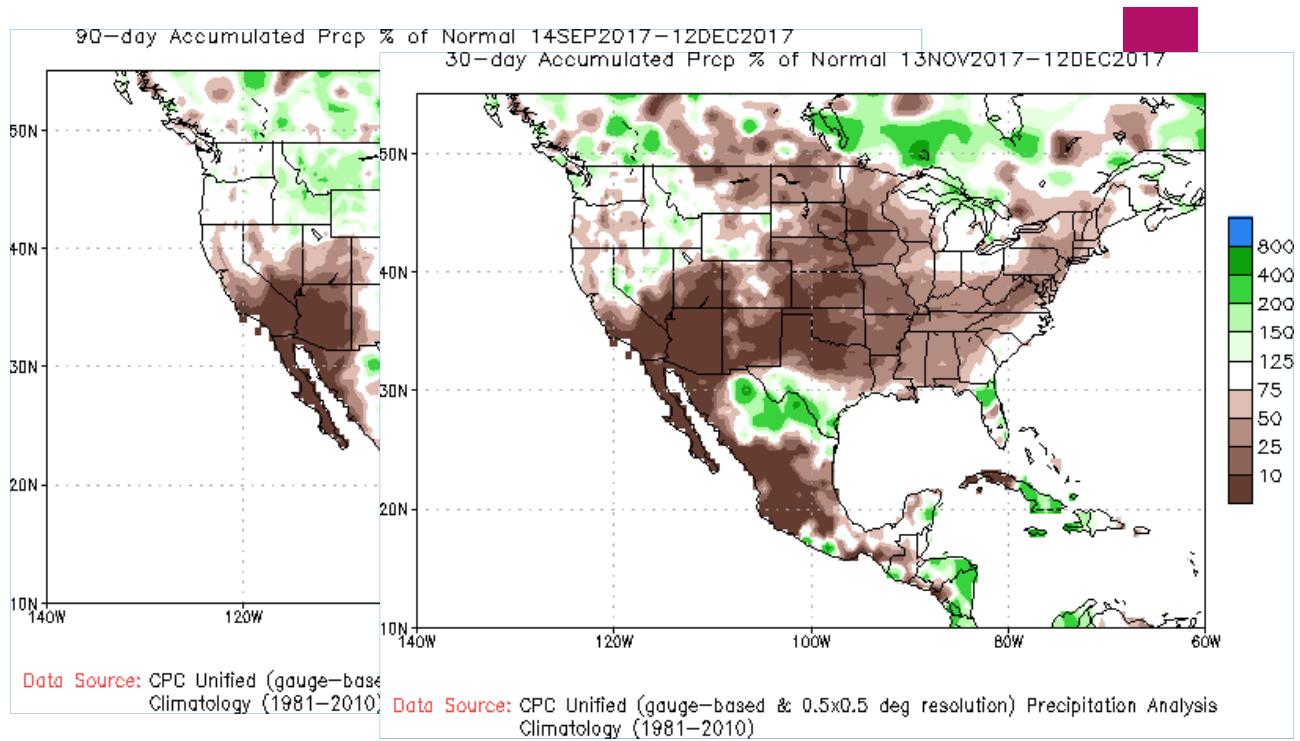 90-day Accumulated Prcp % of Normal 14SEP2017-12DEC2017
50N
40N
30N
20N
10N
140W
120W
Data Source: CPC Unified (gauge-base
Climatology (1981-2010)
30-day Accumulated Prcp % of Normal 13NOV2017-12DEC2017
50N
40N
30N
20N
10N
140W
120W
100W
80W
60W
800
400
200
150
125
75
50
25
10
Data Source: CPC Unified (gauge-based & 0.5x0.5 deg resolution) Precipitation Analysis
Climatology (1981-2010)